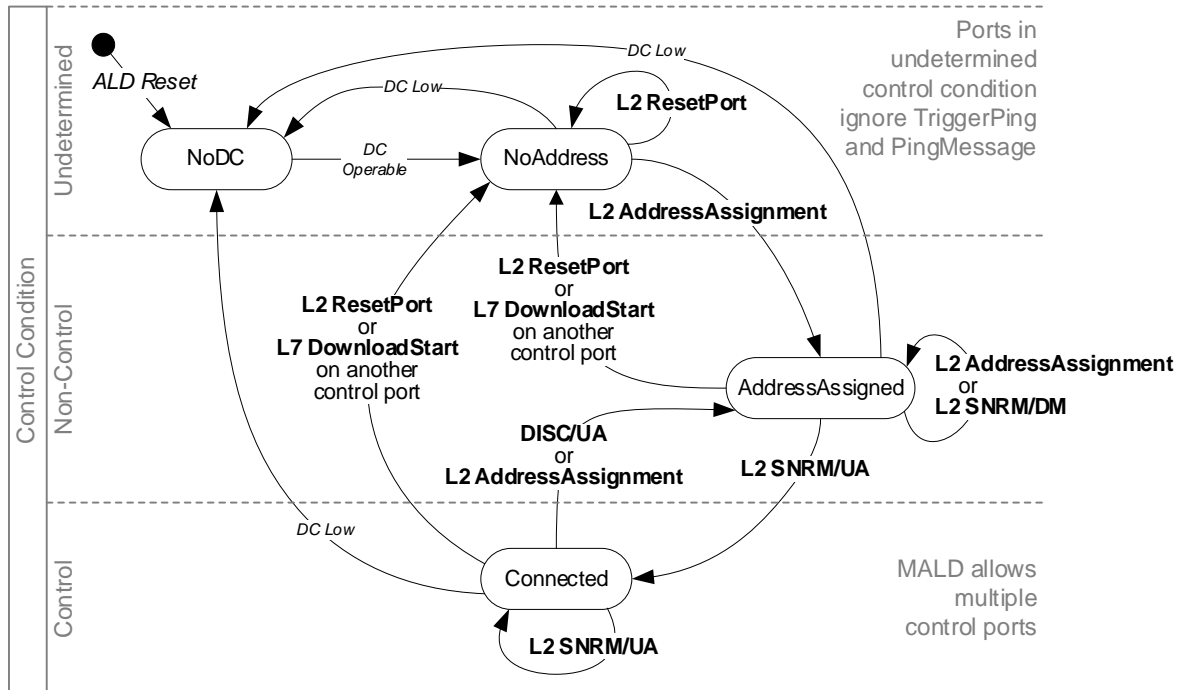 Control Condition
Undetermined
Non-Control
Control
ALD Reset
DC Low
DC Low
L2 ResetPort
Ports in
undetermined
control condition
ignore TriggerPing
and PingMessage
NoDC
DC
Operable
NoAddress
L2 AddressAssignment
L2 ResetPort
or
L7 DownloadStart
on another
control port
L2 ResetPort
or
L7 DownloadStart
on another
control port
AddressAssigned
L2 AddressAssignment
or
L2 SNRM/DM
DISC/UA
or
L2 AddressAssignment
L2 SNRM/UA
DC Low
Connected
L2 SNRM/UA
MALD allows
multiple
control ports